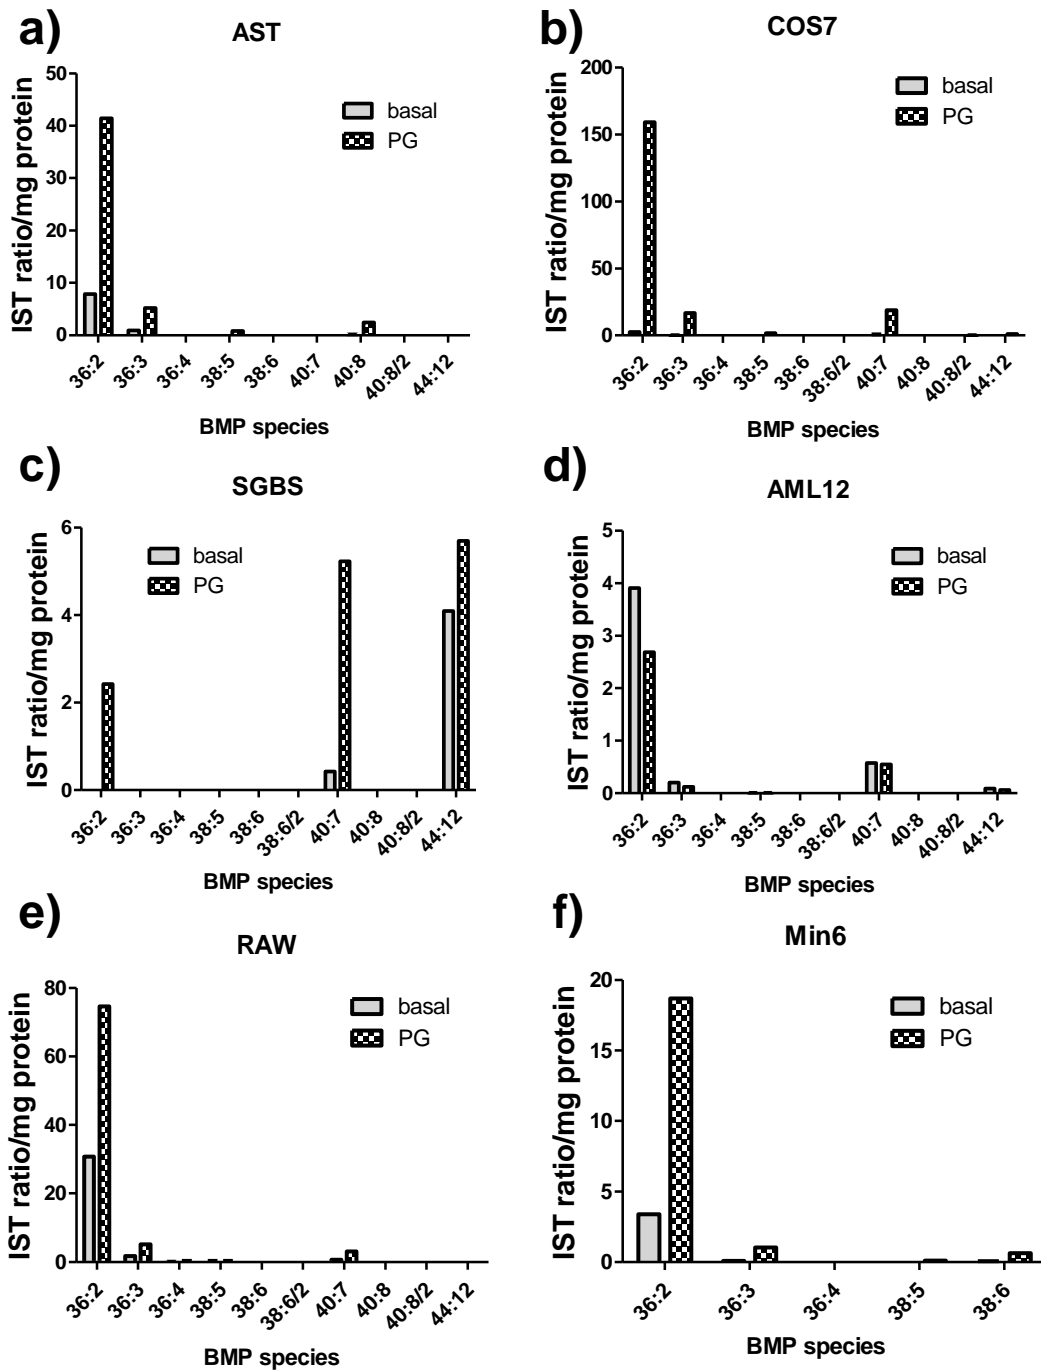 a)
AST
IST ratio/mg protein
50
40
30
20
10
0
basal
PG
36:2
36:3
36:4
38:5
38:6
40:7
40:8
40:8/2
44:12
BMP species
b)
COS7
IST ratio/mg protein
200
150
100
50
0
basal
PG
36:2
36:3
36:4
38:5
38:6
38:6/2
40:7
40:8
40:8/2
44:12
BMP species
c)
SGBS
IST ratio/mg protein
6
4
2
0
basal
PG
36:2
36:3
36:4
38:5
38:6
38:6/2
40:7
40:8
40:8/2
44:12
BMP species
d)
AML12
IST ratio/mg protein
5
4
3
2
1
0
basal
PG
36:2
36:3
36:4
38:5
38:6
38:6/2
40:7
40:8
40:8/2
44:12
BMP species
e)
RAW
IST ratio/mg protein
80
60
40
20
0
basal
PG
36:2
36:3
36:4
38:5
38:6
38:6/2
40:7
40:8
40:8/2
44:12
BMP species
f)
Min6
IST ratio/mg protein
20
15
10
5
0
basal
PG
36:2
36:3
36:4
38:5
38:6
BMP species